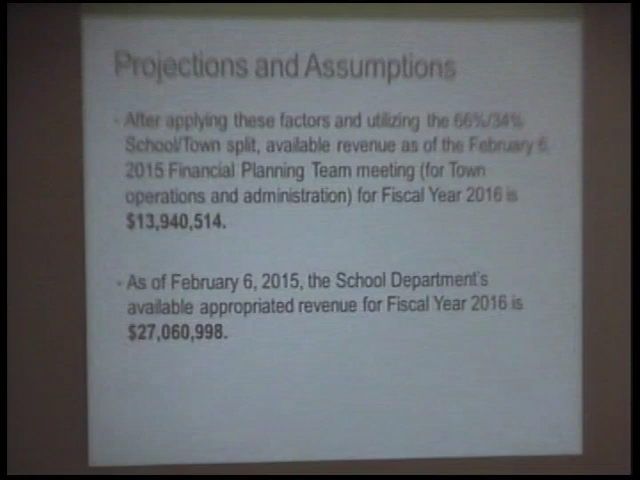 Projections and Assumptions
• After applying these factors and utilizing the 66%/34%
School/Town split, available revenue as of the February 6,
2015 Financial Planning Team meeting (for Town
operations and administration) for Fiscal Year 2016 is
$13,940,514.
• As of February 6, 2015, the School Department's
available appropriated revenue for Fiscal Year 2016 is
$27,060,998.